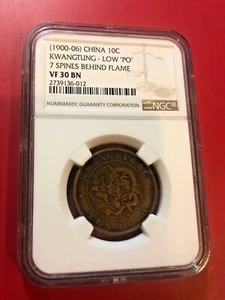 (1900-06) CHINA 10C
KWANGTUNG - LOW 'PO'
7 SPINES BEHIND FLAME
VF 30 BN
2739136-012
NGC
NUMISMATIC GUARANTY CORPORATION